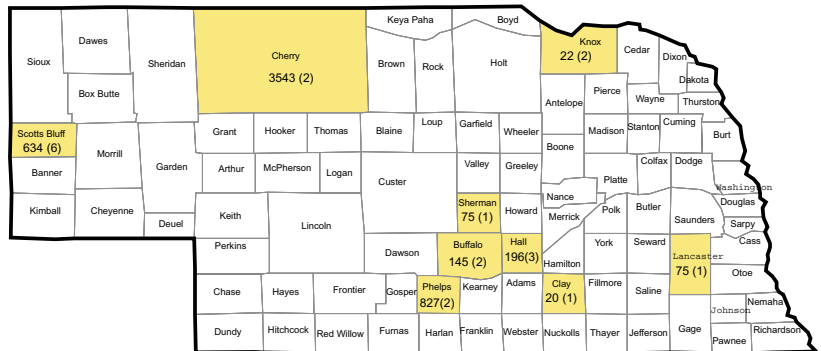 Keya Paha
Boyd
Dawes
Sioux
Sheridan
Cherry
3543 (2)
Brown
Rock
Holt
Knox
22 (2)
Cedar
Dixon
Dakota
Box Butte
Antelope
Pierce
Wayne
Thurston
Scotts Bluff
634 (6)
Morrill
Grant
Hooker
Thomas
Blaine
Loup
Garfield
Wheeler
Boone
Madison
Stanton
Cuming
Burt
Banner
Garden
Arthur
McPherson
Logan
Custer
Valley
Greeley
Nance
Platte
Colfax
Dodge
Washington
Kimball
Cheyenne
Deuel
Keith
Lincoln
Sherman
75 (1)
Howard
Merrick
Polk
Butler
Saunders
Douglas
Sarpy
Perkins
Dawson
Buffalo
145 (2)
Hall
196(3)
Hamilton
York
Seward
Lancaster
75 (1)
Cass
Otoe
Chase
Hayes
Frontier
Gosper
Phelps
827(2)
Kearney
Adams
Clay
20 (1)
Fillmore
Saline
Johnson
Nemaha
Dundy
Hitchcock
Red Willow
Furnas
Harlan
Franklin
Webster
Nuckolls
Thayer
Jefferson
Gage
Pawnee
Richardson